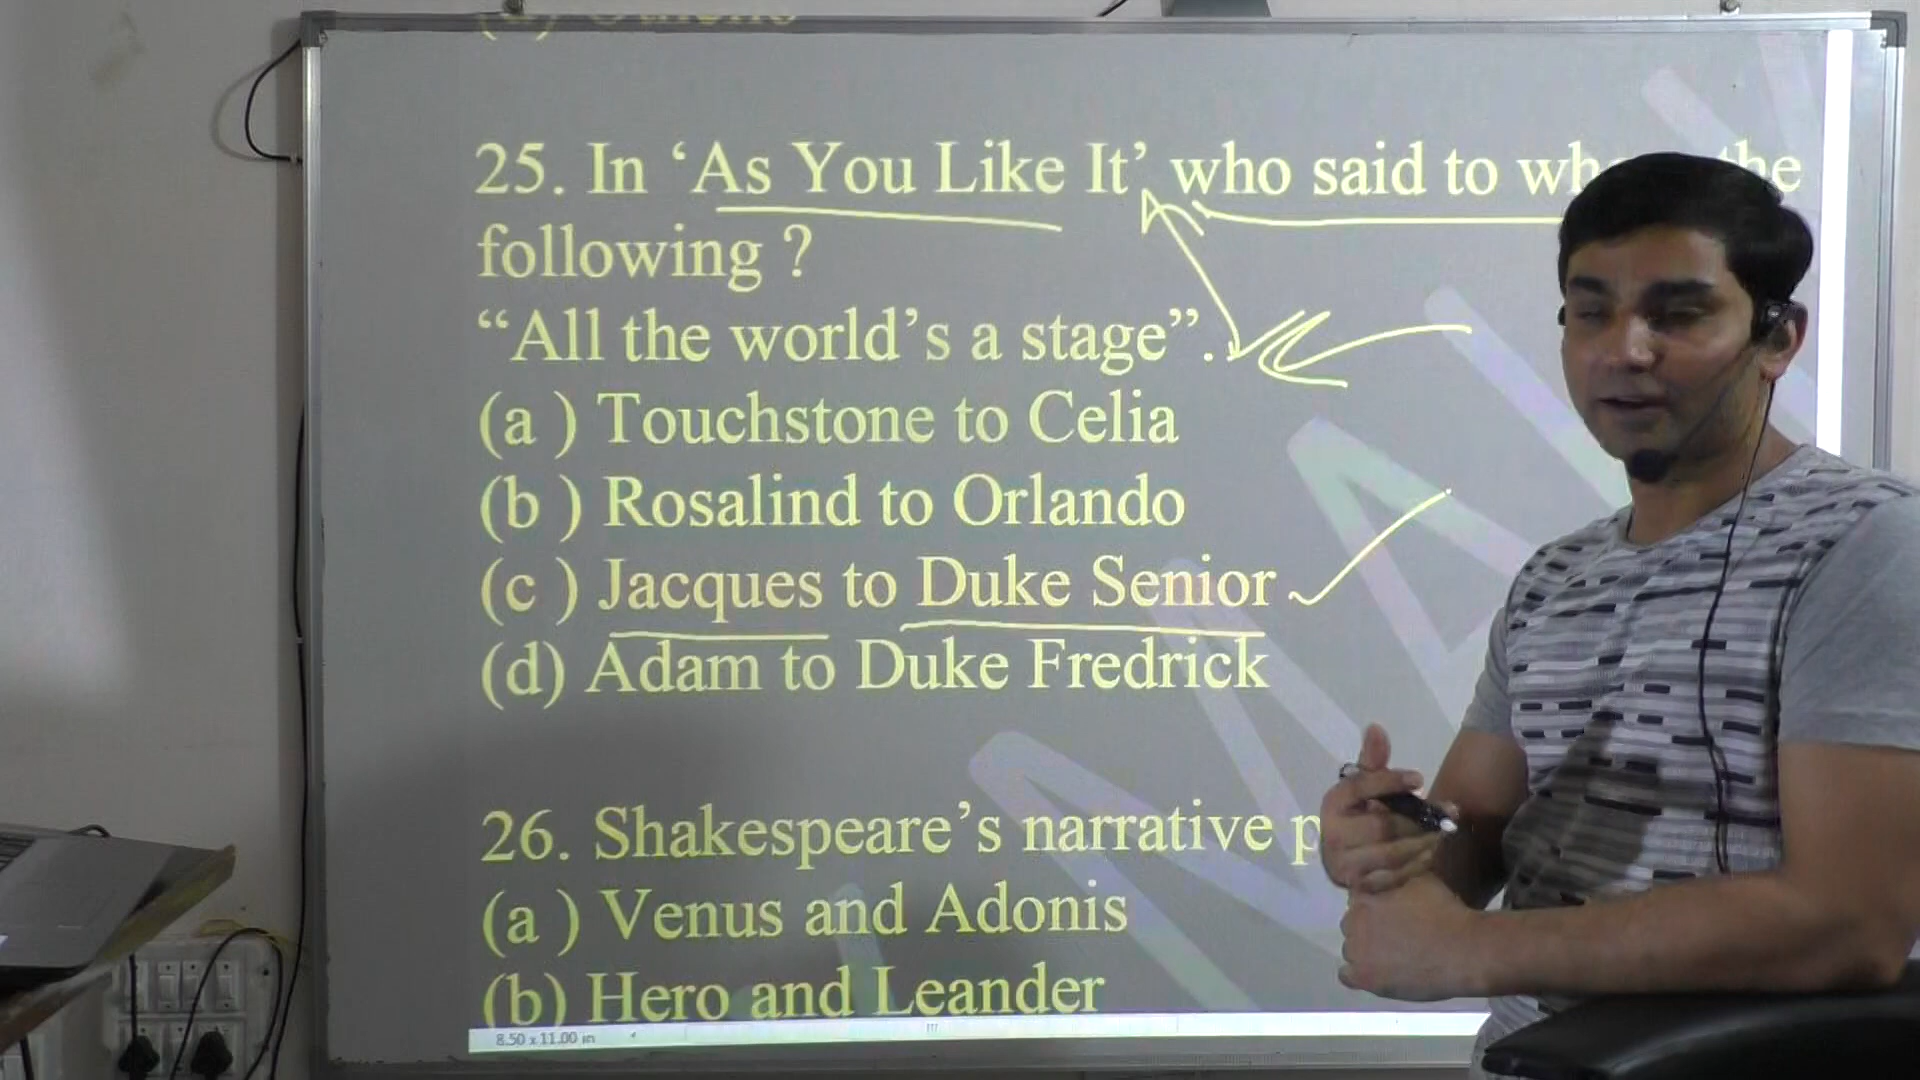 25. In ‘As You Like It’ who said to the
following ?
“All the world’s a stage”.
(a ) Touchstone to Celia
(b ) Rosalind to Orlando
(c ) Jacques to Duke Senior
(d) Adam to Duke Fredrick
26. Shakespeare’s narrative
(a ) Venus and Adonis
(b) Hero and Leander
8.50 x 11.00 in